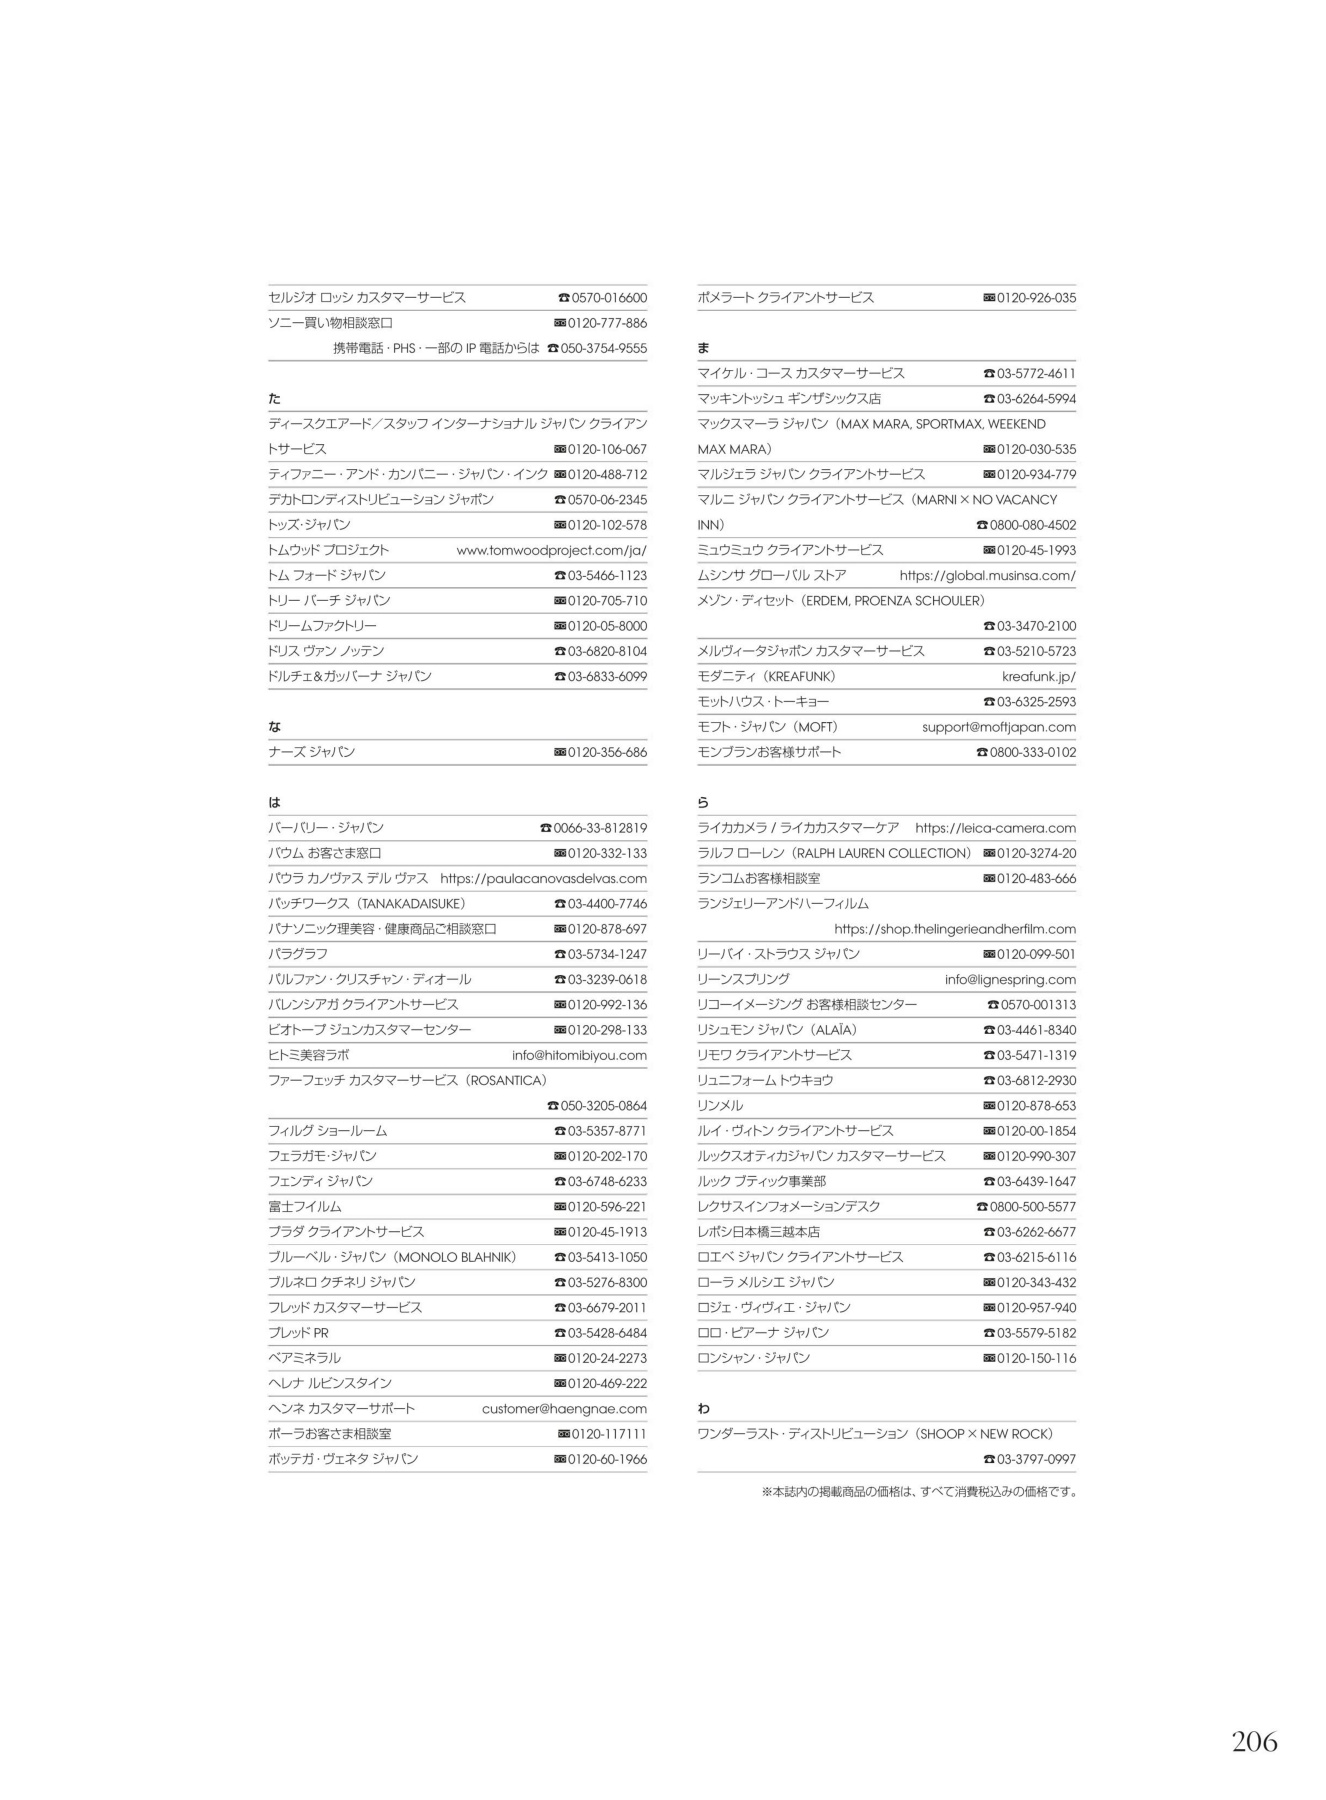 セルジオ ロッシ カスタマーサービス ☎0570-016600
ソニー買い物相談窓口 0120-777-886
携帯電話・PHS・一部の IP 電話からは ☎050-3754-9555
た
ディースクエアード／スタッフ インターナショナル ジャパン クライアン
トサービス 0120-106-067
ティファニー・アンド・カンパニー・ジャパン・インク 0120-488-712
デカトロンディストリビューション ジャポン ☎0570-06-2345
トッズ・ジャパン 0120-102-578
トムウッド プロジェクト www.tomwoodproject.com/ja/
トム フォード ジャパン ☎03-5466-1123
トリー バーチ ジャパン 0120-705-710
ドリームファクトリー 0120-05-8000
ドリス ヴァン ノッテン ☎03-6820-8104
ドルチェ&ガッバーナ ジャパン ☎03-6833-6099
な
ナーズ ジャパン 0120-356-686
は
バーバリー・ジャパン ☎0066-33-812819
バウム お客さま窓口 0120-332-133
パウラ カノヴァス デル ヴァス https://paulacanovasdelvas.com
パッチワークス（TANAKADAISUKE） ☎03-4400-7746
パナソニック理美容・健康商品ご相談窓口 0120-878-697
パラグラフ ☎03-5734-1247
パルファン・クリスチャン・ディオール ☎03-3239-0618
バレンシアガ クライアントサービス 0120-992-136
ビオトープ ジュンカスタマーセンター 0120-298-133
ヒトミ美容ラボ info@hitomibiyou.com
ファーフェッチ カスタマーサービス（ROSANTICA）
☎050-3205-0864
フィルグ ショールーム ☎03-5357-8771
フェラガモ・ジャパン 0120-202-170
フェンディ ジャパン ☎03-6748-6233
富士フイルム 0120-596-221
プラダ クライアントサービス 0120-45-1913
ブルーベル・ジャパン（MONOLO BLAHNIK） ☎03-5413-1050
ブルネロ クチネリ ジャパン ☎03-5276-8300
フレッド カスタマーサービス ☎03-6679-2011
ブレッド PR ☎03-5428-6484
ベアミネラル 0120-24-2273
ヘレナ ルビンスタイン 0120-469-222
ヘンネ カスタマーサポート customer@haengnae.com
ポーラお客さま相談室 0120-117111
ボッテガ・ヴェネタ ジャパン 0120-60-1966
ポメラート クライアントサービス 0120-926-035
ま
マイケル・コース カスタマーサービス ☎03-5772-4611
マッキントッシュ ギンザシックス店 ☎03-6264-5994
マックスマーラ ジャパン（MAX MARA, SPORTMAX, WEEKEND
MAX MARA） 0120-030-535
マルジェラ ジャパン クライアントサービス 0120-934-779
マルニ ジャパン クライアントサービス（MARNI × NO VACANCY
INN） ☎0800-080-4502
ミュウミュウ クライアントサービス 0120-45-1993
ムシンサ グローバル ストア https://global.musinsa.com/
メゾン・ディセット（ERDEM, PROENZA SCHOULER）
☎03-3470-2100
メルヴィータジャポン カスタマーサービス ☎03-5210-5723
モダニティ（KREAFUNK） kreafunk.jp/
モットハウス・トーキョー ☎03-6325-2593
モフト・ジャパン（MOFT） support@moftjapan.com
モンブランお客様サポート ☎0800-333-0102
ら
ライカカメラ / ライカカスタマーケア https://leica-camera.com
ラルフ ローレン（RALPH LAUREN COLLECTION） 0120-3274-20
ランコムお客様相談室 0120-483-666
ランジェリーアンドハーフィルム
https://shop.thelingerieandherfilm.com
リーバイ・ストラウス ジャパン 0120-099-501
リーンスプリング info@lignespring.com
リコーイメージング お客様相談センター ☎0570-001313
リシュモン ジャパン（ALAÏA） ☎03-4461-8340
リモワ クライアントサービス ☎03-5471-1319
リュニフォーム トウキョウ ☎03-6812-2930
リンメル 0120-878-653
ルイ・ヴィトン クライアントサービス 0120-00-1854
ルックスオティカジャパン カスタマーサービス 0120-990-307
ルック ブティック事業部 ☎03-6439-1647
レクサスインフォメーションデスク ☎0800-500-5577
レポシ日本橋三越本店 ☎03-6262-6677
ロエベ ジャパン クライアントサービス ☎03-6215-6116
ローラ メルシエ ジャパン 0120-343-432
ロジェ・ヴィヴィエ・ジャパン 0120-957-940
ロロ・ピアーナ ジャパン ☎03-5579-5182
ロンシャン・ジャパン 0120-150-116
わ
ワンダーラスト・ディストリビューション（SHOOP × NEW ROCK）
☎03-3797-0997
※本誌内の掲載商品の価格は、すべて消費税込みの価格です。
206